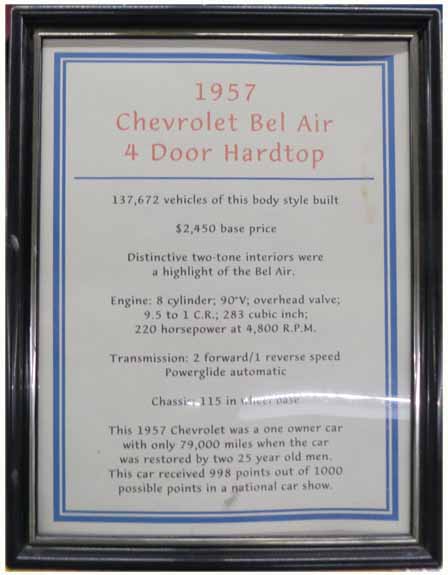 1957
Chevrolet Bel Air
4 Door Hardtop
137,672 vehicles of this body style built
$2,450 base price
Distinctive two-tone interiors were
a highlight of the Bel Air.
Engine: 8 cylinder; 90°V; overhead valve;
9.5 to 1 C.R.; 283 cubic inch;
220 horsepower at 4,800 R.P.M.
Transmission: 2 forward/1 reverse speed
Powerglide automatic
Chassis: 115 in wheel base
This 1957 Chevrolet was a one owner car
with only 79,000 miles when the car
was restored by two 25 year old men.
This car received 998 points out of 1000
possible points in a national car show.